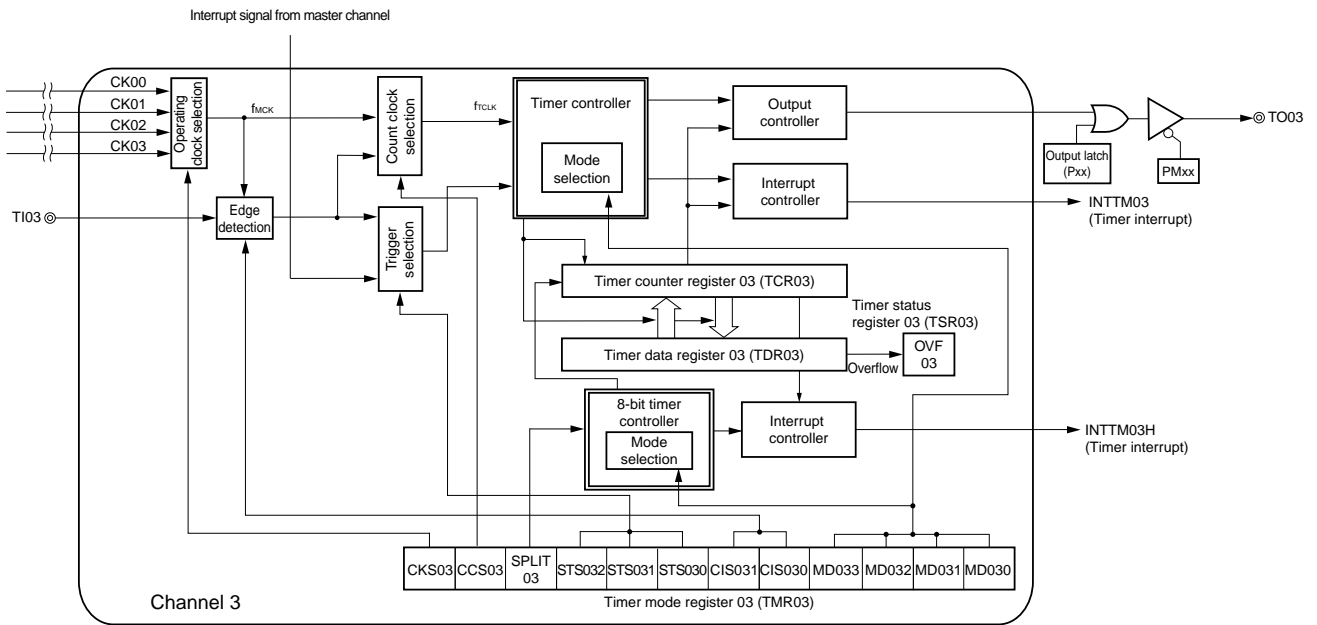 Interrupt signal from master channel
CK00
CK01
CK02
CK03
Operating
clock selection
fMCK
Count clock
selection
fTCLK
Timer controller
Mode
selection
Output
controller
TO03
Output latch
(Pxx)
PMxx
Interrupt
controller
INTTM03
(Timer interrupt)
TI03
Edge
detection
Trigger
selection
Timer counter register 03 (TCR03)
Timer status
register 03 (TSR03)
Timer data register 03 (TDR03)
Overflow
OVF
03
8-bit timer
controller
Mode
selection
Interrupt
controller
INTTM03H
(Timer interrupt)
CKS03
CCS03
SPLIT
03
STS032
STS031
STS030
CIS031
CIS030
MD033
MD032
MD031
MD030
Channel 3
Timer mode register 03 (TMR03)